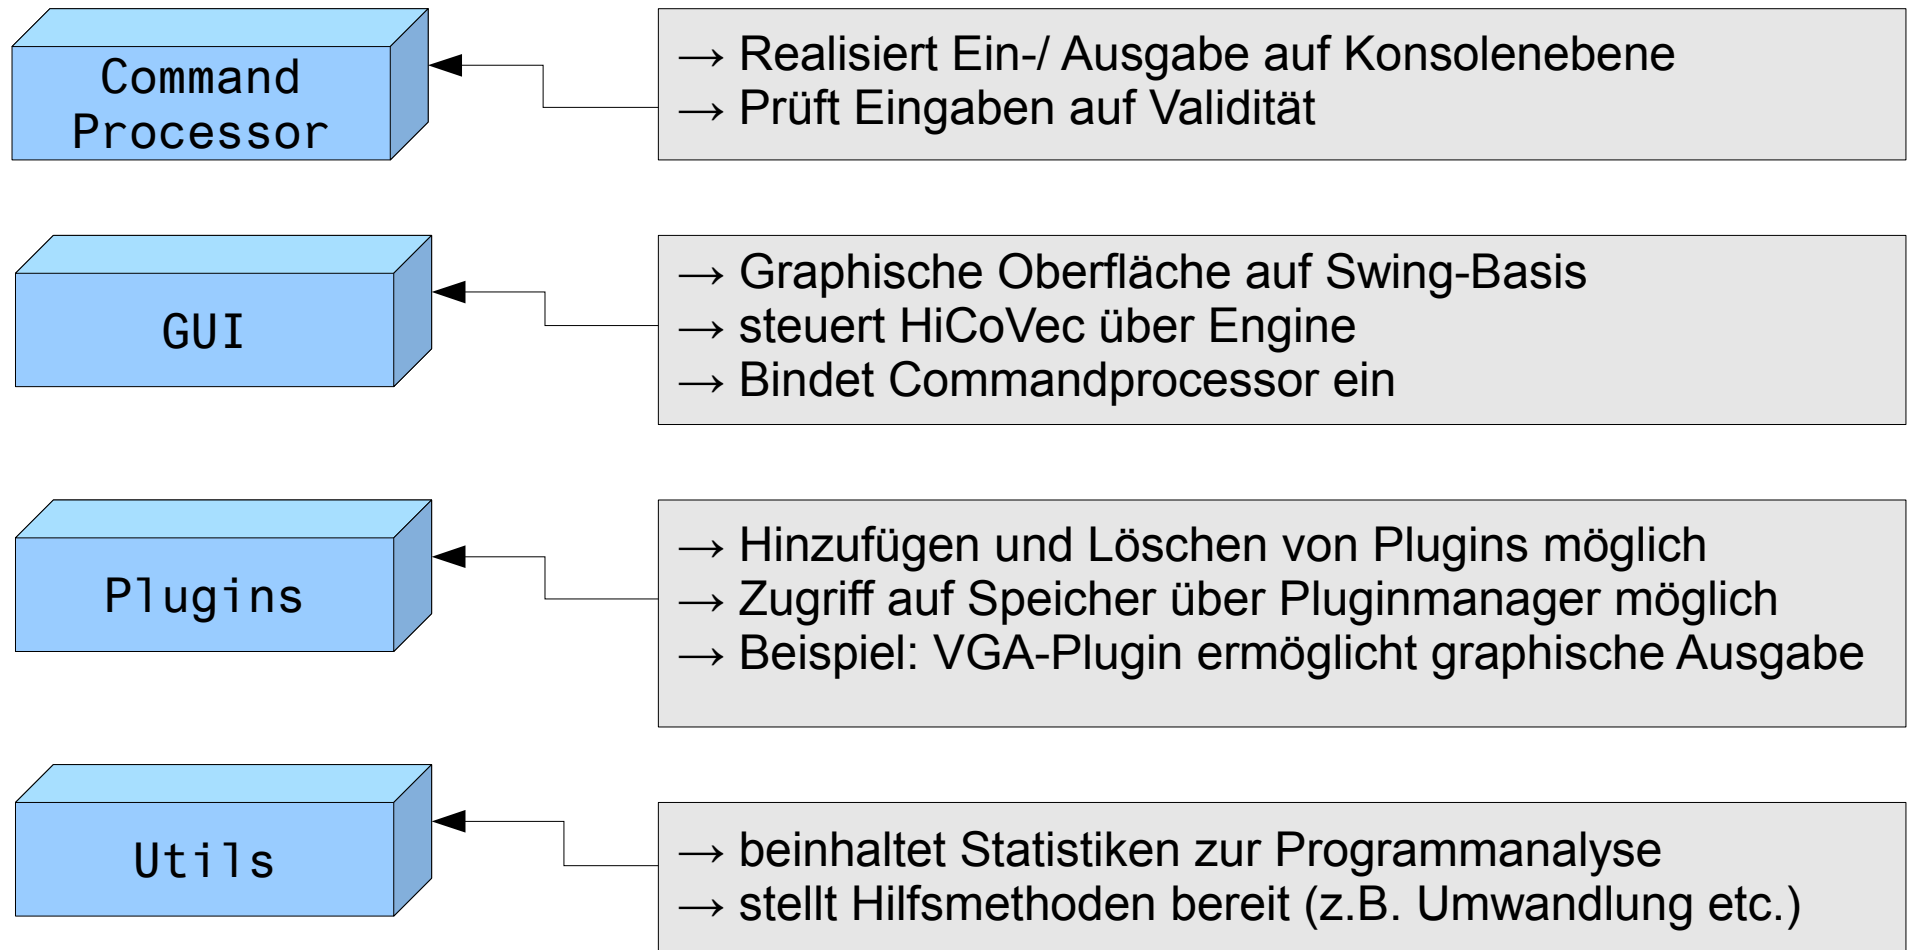 Command
Processor
→ Realisiert Ein-/ Ausgabe auf Konsolenebene
→ Prüft Eingaben auf Validität
GUI
→ Graphische Oberfläche auf Swing-Basis
→ steuert HiCoVec über Engine
→ Bindet Commandprocessor ein
Plugins
→ Hinzufügen und Löschen von Plugins möglich
→ Zugriff auf Speicher über Pluginmanager möglich
→ Beispiel: VGA-Plugin ermöglicht graphische Ausgabe
Utils
→ beinhaltet Statistiken zur Programmanalyse
→ stellt Hilfsmethoden bereit (z.B. Umwandlung etc.)